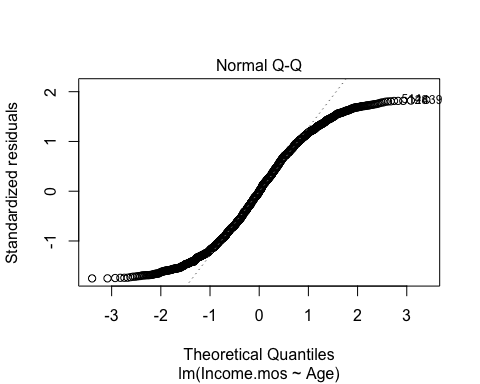 Normal Q-Q
Standardized residuals
2
1
0
-1
-3
-2
-1
0
1
2
3
Theoretical Quantiles
lm(Income.mos ~ Age)